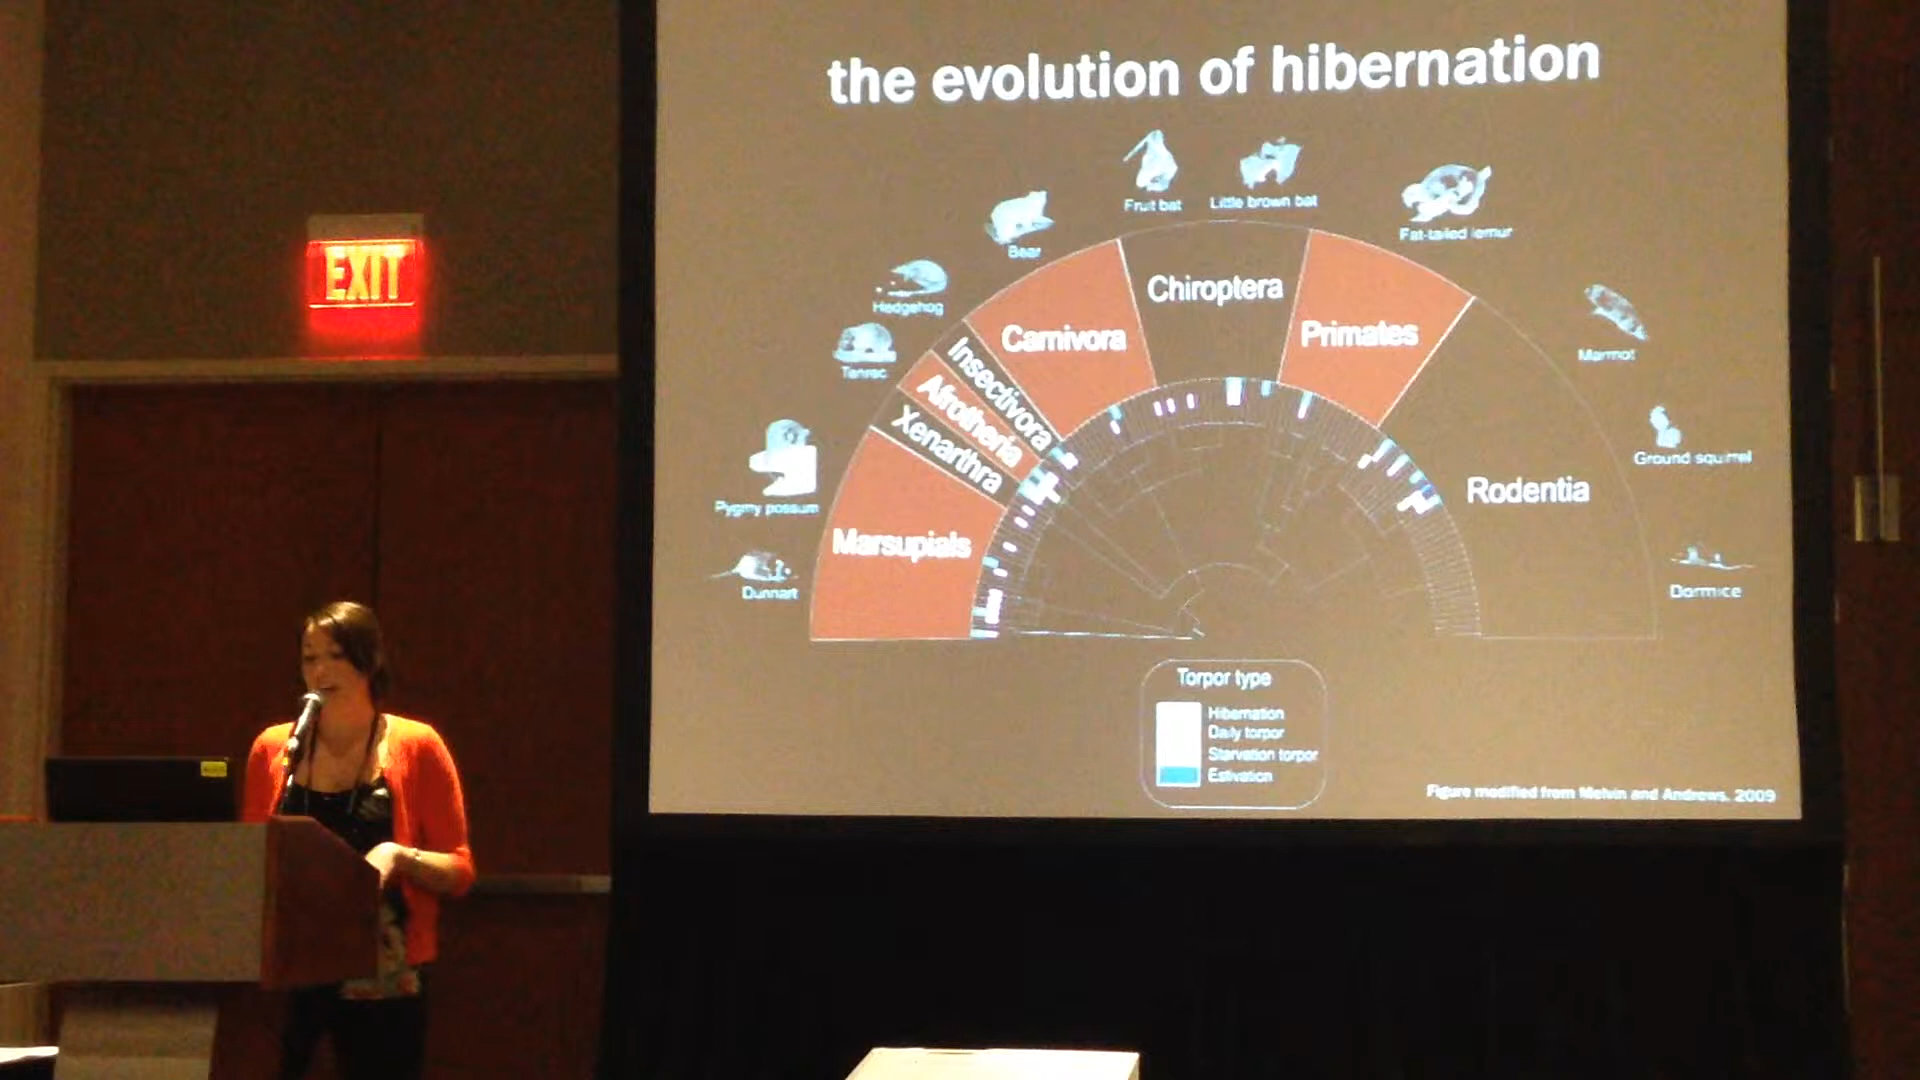 the evolution of hibernation
EXIT
Fruit bat
Little brown bat
Fat-tailed lemur
Bear
Hedgehog
Tenrec
Pygmy possum
Dunnart
Marmot
Ground squirrel
Dormice
Marsupials
Xenarthra
Afrotheria
Insectivora
Carnivora
Chiroptera
Primates
Rodentia
Torpor type
Hibernation
Daily torpor
Starvation torpor
Estivation
Figure modified from Melvin and Andrews, 2009